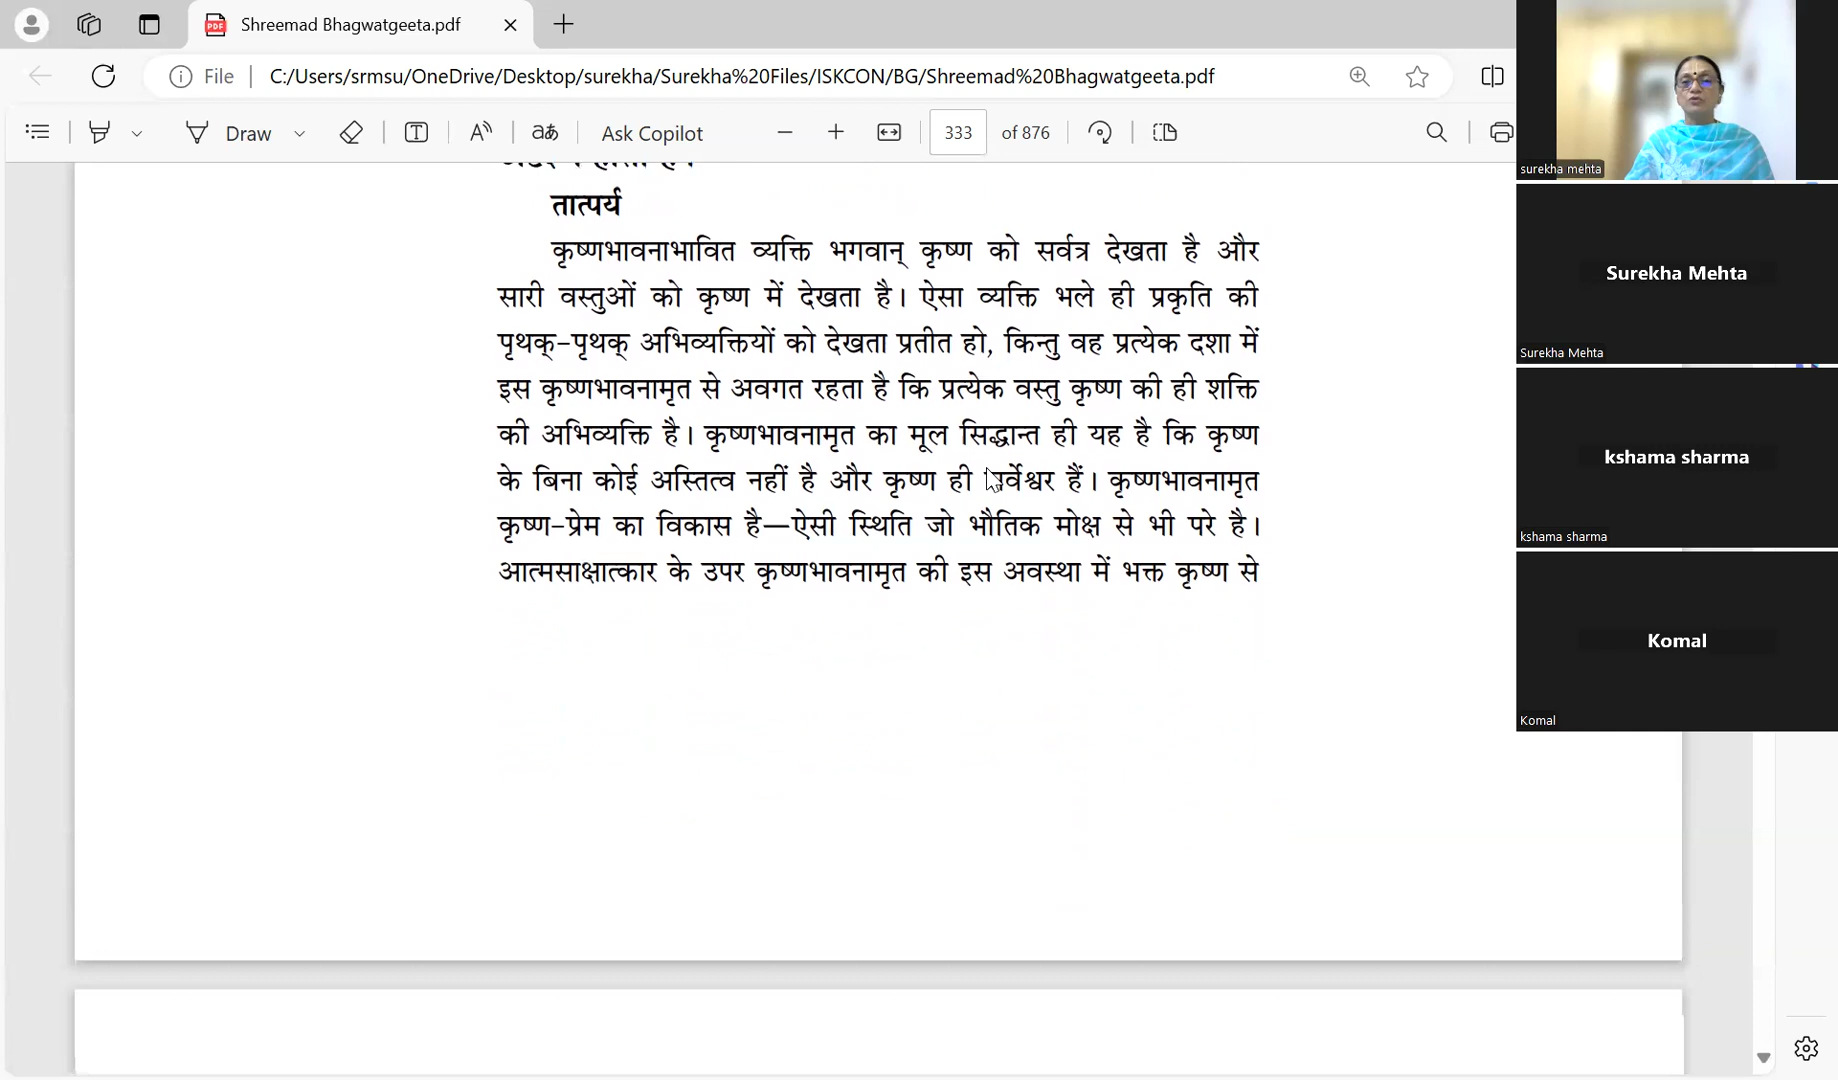 Shreemad Bhagwatgeeta.pdf
File C:/Users/srmsu/OneDrive/Desktop/surekha/Surekha%20Files/ISKCON/BG/Shreemad%20Bhagwatgeeta.pdf
Draw Ask Copilot 333 of 876
तात्पर्य
कृष्णभावनाभावित व्यक्ति भगवान् कृष्ण को सर्वत्र देखता है और
सारी वस्तुओं को कृष्ण में देखता है। ऐसा व्यक्ति भले ही प्रकृति की
पृथक्-पृथक् अभिव्यक्तियों को देखता प्रतीत हो, किन्तु वह प्रत्येक दशा में
इस कृष्णभावनामृत से अवगत रहता है कि प्रत्येक वस्तु कृष्ण की ही शक्ति
की अभिव्यक्ति है। कृष्णभावनामृत का मूल सिद्धान्त ही यह है कि कृष्ण
के बिना कोई अस्तित्व नहीं है और कृष्ण ही सर्वेश्वर हैं। कृष्णभावनामृत
कृष्ण-प्रेम का विकास है—ऐसी स्थिति जो भौतिक मोक्ष से भी परे है।
आत्मसाक्षात्कार के उपर कृष्णभावनामृत की इस अवस्था में भक्त कृष्ण से
surekha mehta
Surekha Mehta
Surekha Mehta
kshama sharma
kshama sharma
Komal
Komal